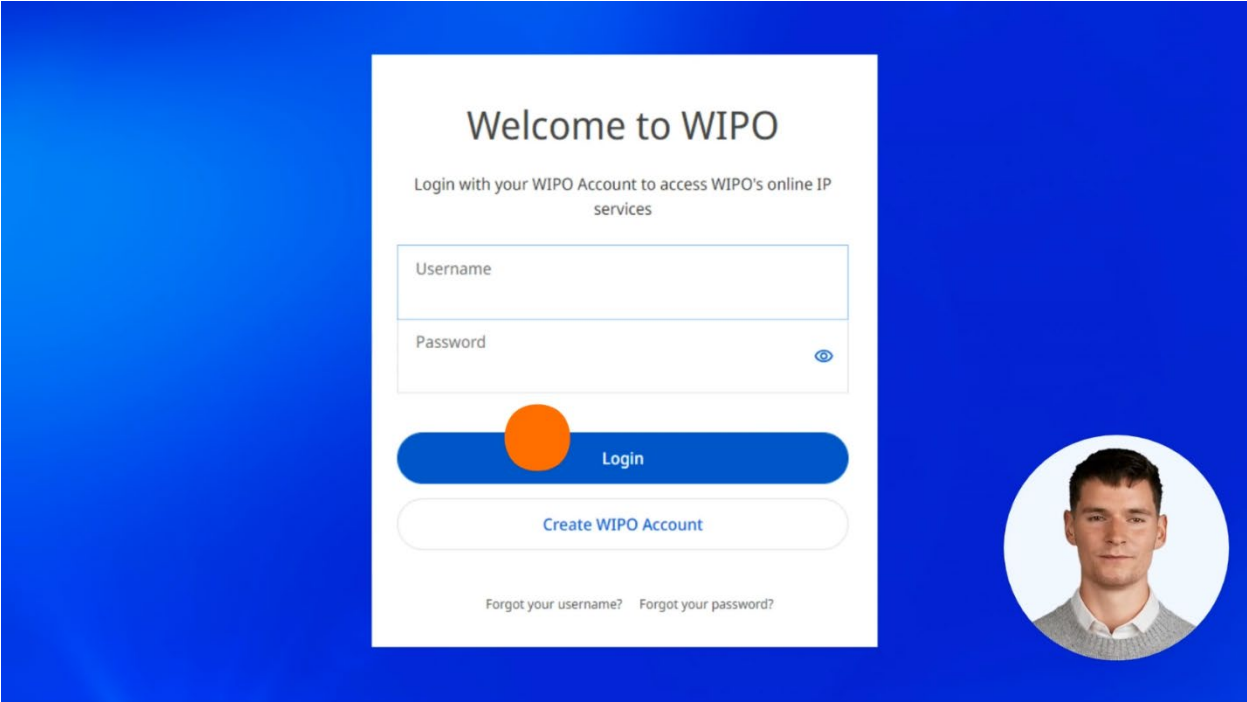 Welcome to WIPO
Login with your WIPO Account to access WIPO's online IP
services
Username
Password
Login
Create WIPO Account
Forgot your username? Forgot your password?